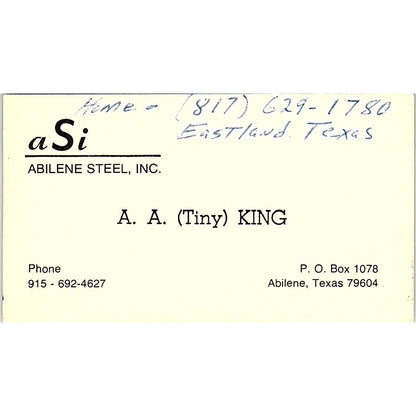 Home - (817) 629-1780
Eastland, Texas
aSi
ABILENE STEEL, INC.
A. A. (Tiny) KING
Phone
915 - 692-4627
P. O. Box 1078
Abilene, Texas 79604